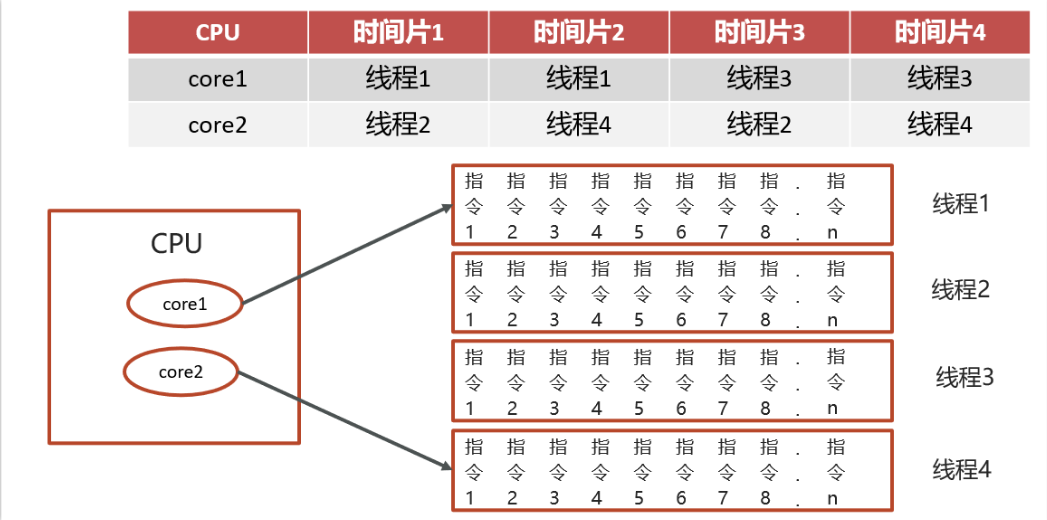 CPU 时间片1 时间片2 时间片3 时间片4
core1 线程1 线程1 线程3 线程3
core2 线程2 线程4 线程2 线程4
CPU
core1
core2
指 指 指 指 指 指 指 指 . 指
令 令 令 令 令 令 令 令 . 令
1 2 3 4 5 6 7 8 . n
线程1
指 指 指 指 指 指 指 指 . 指
令 令 令 令 令 令 令 令 . 令
1 2 3 4 5 6 7 8 . n
线程2
指 指 指 指 指 指 指 指 . 指
令 令 令 令 令 令 令 令 . 令
1 2 3 4 5 6 7 8 . n
线程3
指 指 指 指 指 指 指 指 . 指
令 令 令 令 令 令 令 令 . 令
1 2 3 4 5 6 7 8 . n
线程4